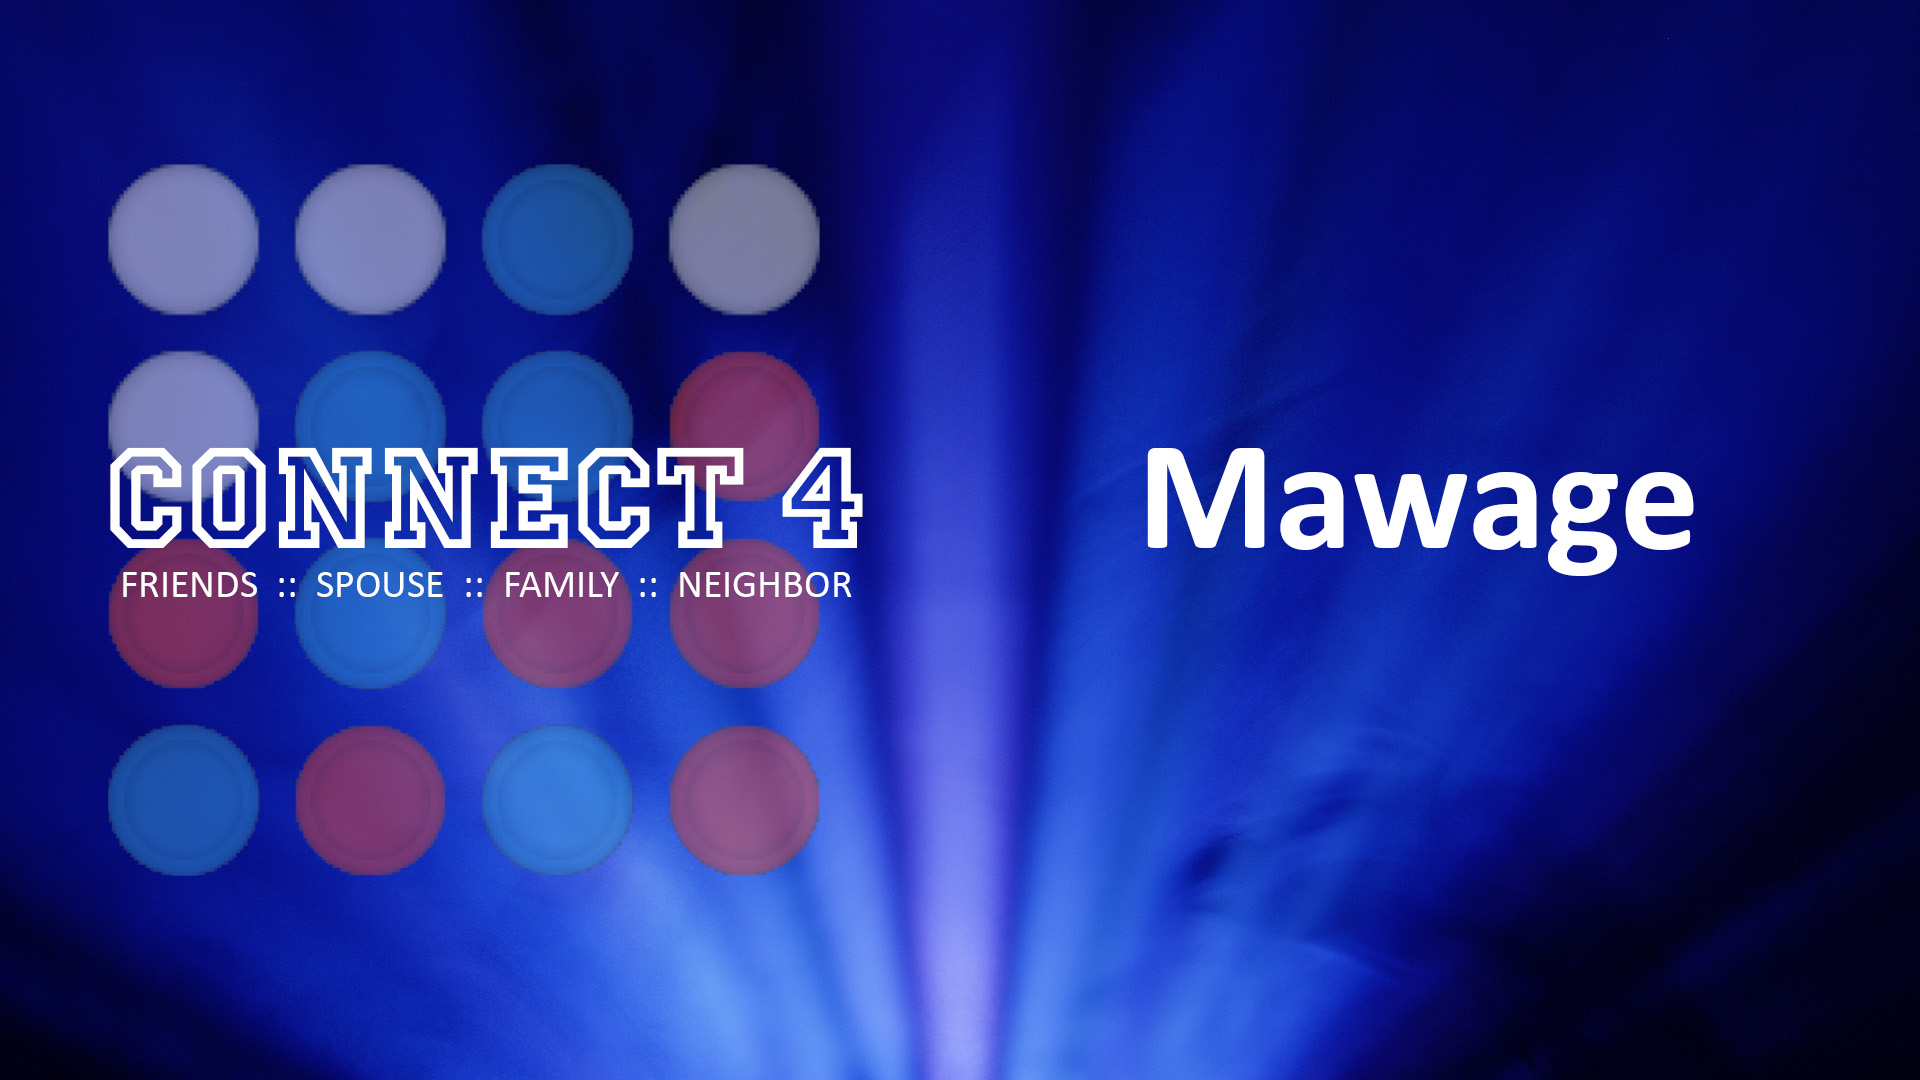 CONNECT 4
FRIENDS :: SPOUSE :: FAMILY :: NEIGHBOR
Mawage